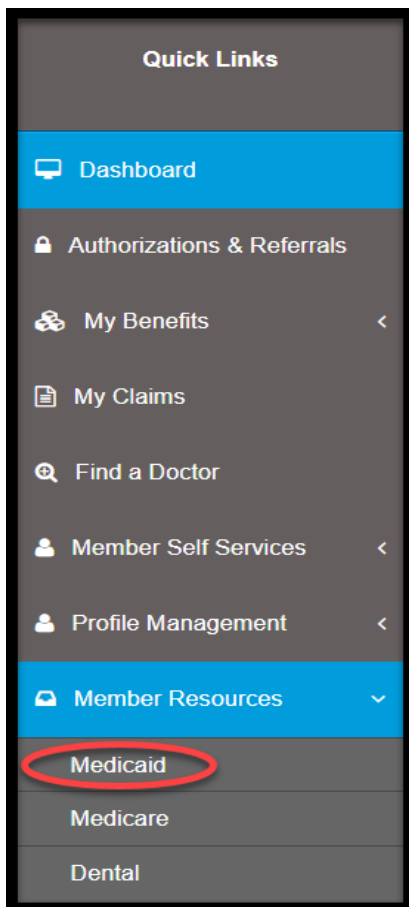 Quick Links
Dashboard
Authorizations & Referrals
My Benefits
My Claims
Find a Doctor
Member Self Services
Profile Management
Member Resources
Medicaid
Medicare
Dental